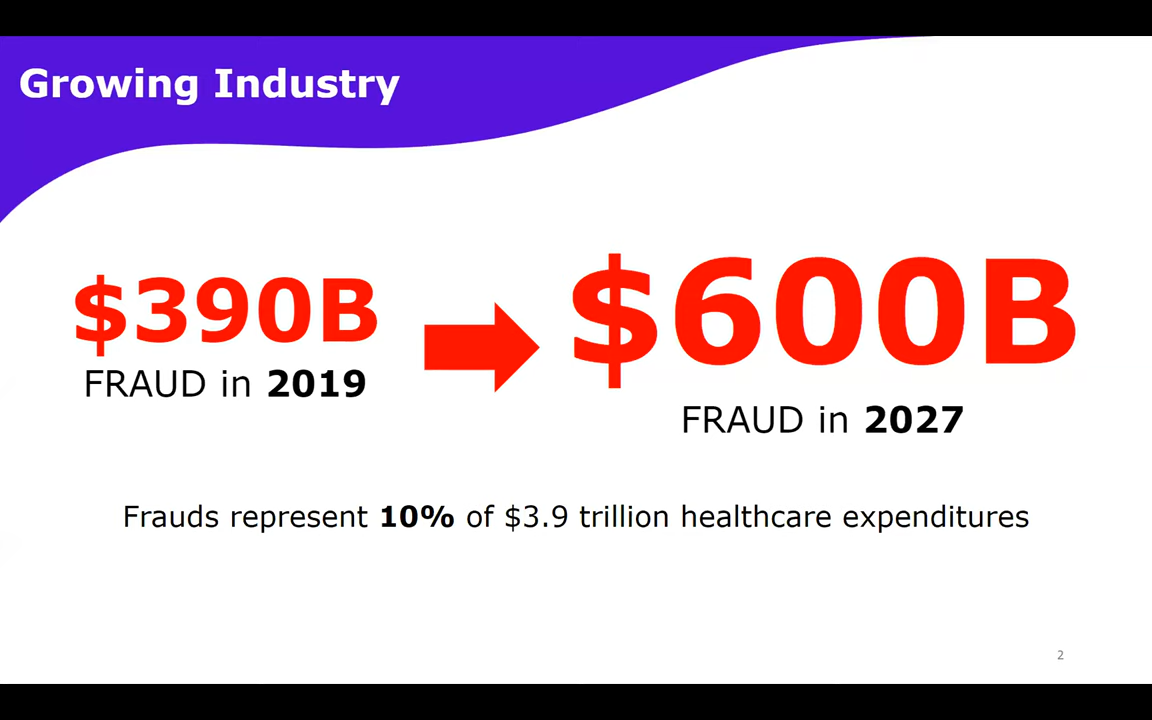 Growing Industry
$390B
FRAUD in 2019
$600B
FRAUD in 2027
Frauds represent 10% of $3.9 trillion healthcare expenditures
2